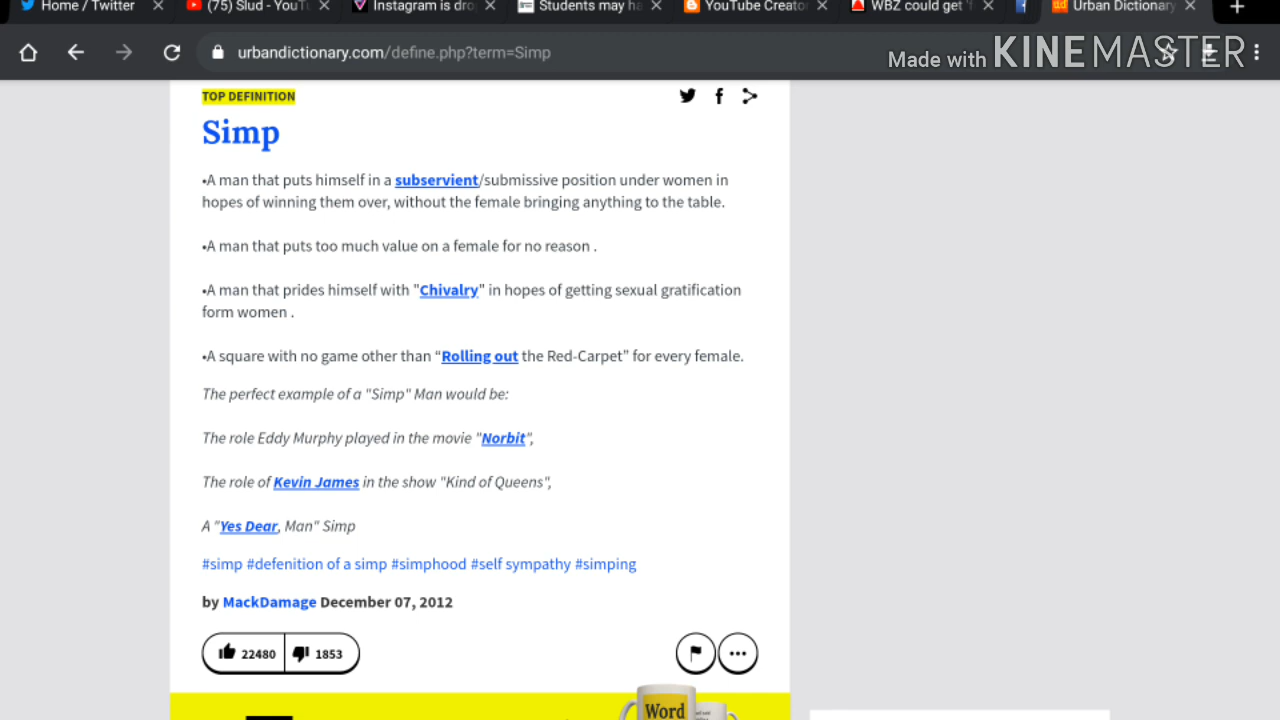 Home / Twitter
(75) Slud - YouTu
Instagram is dro
Students may ha
YouTube Creator
WBZ could get 'f
Urban Dictionary
urbandictionary.com/define.php?term=Simp
Made with KINEMASTER
TOP DEFINITION
Simp
•A man that puts himself in a subservient/submissive position under women in
hopes of winning them over, without the female bringing anything to the table.
•A man that puts too much value on a female for no reason .
•A man that prides himself with "Chivalry" in hopes of getting sexual gratification
form women .
•A square with no game other than “Rolling out the Red-Carpet” for every female.
The perfect example of a "Simp" Man would be:
The role Eddy Murphy played in the movie "Norbit",
The role of Kevin James in the show "Kind of Queens",
A "Yes Dear, Man" Simp
#simp #defenition of a simp #simphood #self sympathy #simping
by MackDamage December 07, 2012
22480 1853
Word